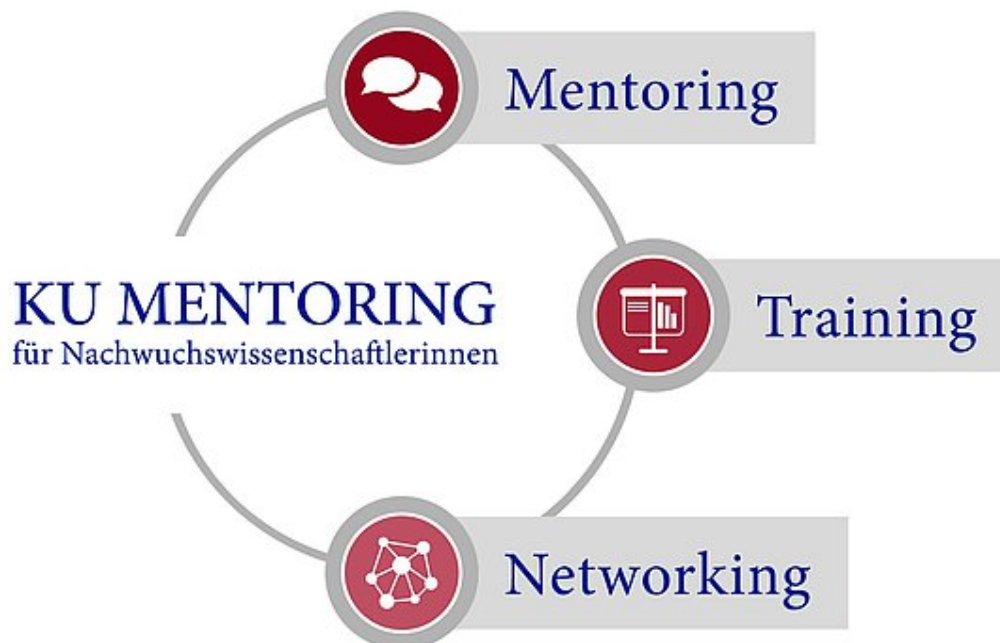 Mentoring
KU MENTORING
für Nachwuchswissenschaftlerinnen
Training
Networking